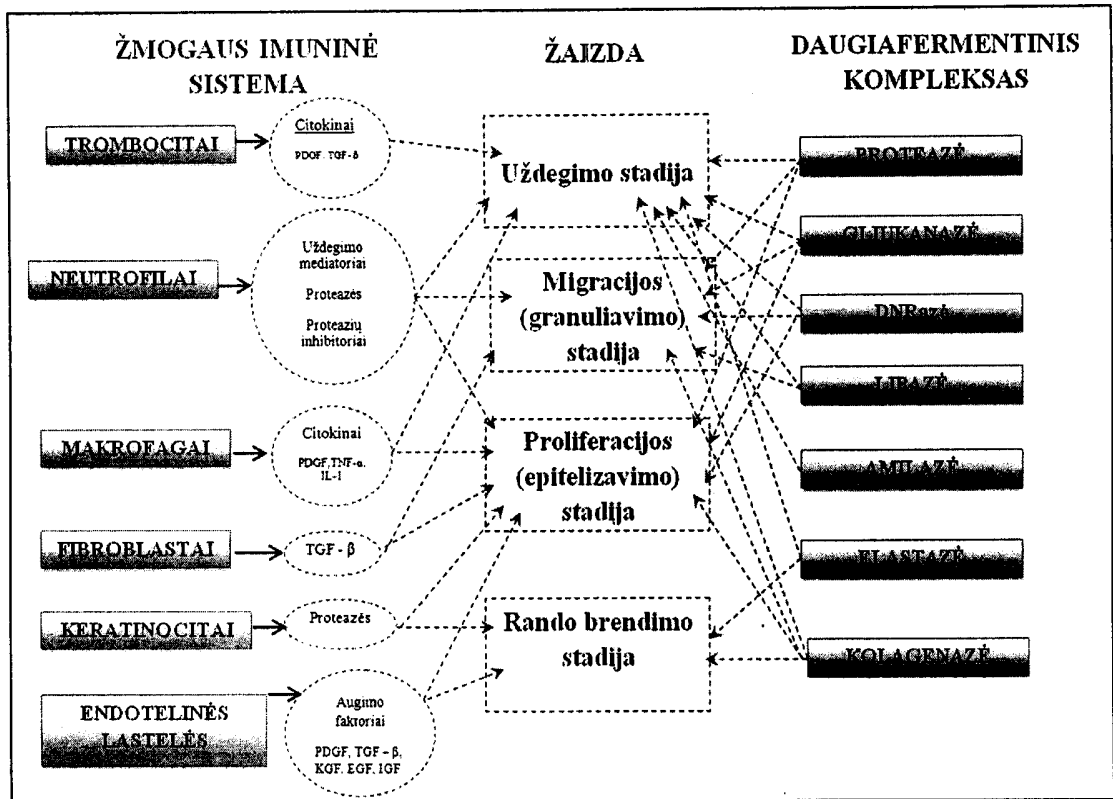 ŽMOGAUS IMUNINĖ
SISTEMA
ŽAIZDA
DAUGIAFERMENTINIS
KOMPLEKSAS
TROMBOCITAI
Citokinai
PDGF, TGF-δ
NEUTROFILAI
Uždegimo
mediatoriai
Proteazės
Proteazių
inhibitoriai
MAKROFAGAI
Citokinai
PDGF, TNF-α,
IL-1
FIBROBLASTAI
TGF - β
KERATINOCITAI
Proteazės
ENDOTELINĖS
LASTELĖS
Augimo
faktoriai
PDGF, TGF - β,
KGF, EGF, IGF
Uždegimo stadija
Migracijos
(granuliavimo)
stadija
Proliferacijos
(epitelizavimo)
stadija
Rando brendimo
stadija
PROTEAZĖ
GLIUKANAZĖ
DNRazė
LIPAZĖ
AMILAZĖ
ELASTAZĖ
KOLAGENAZĖ